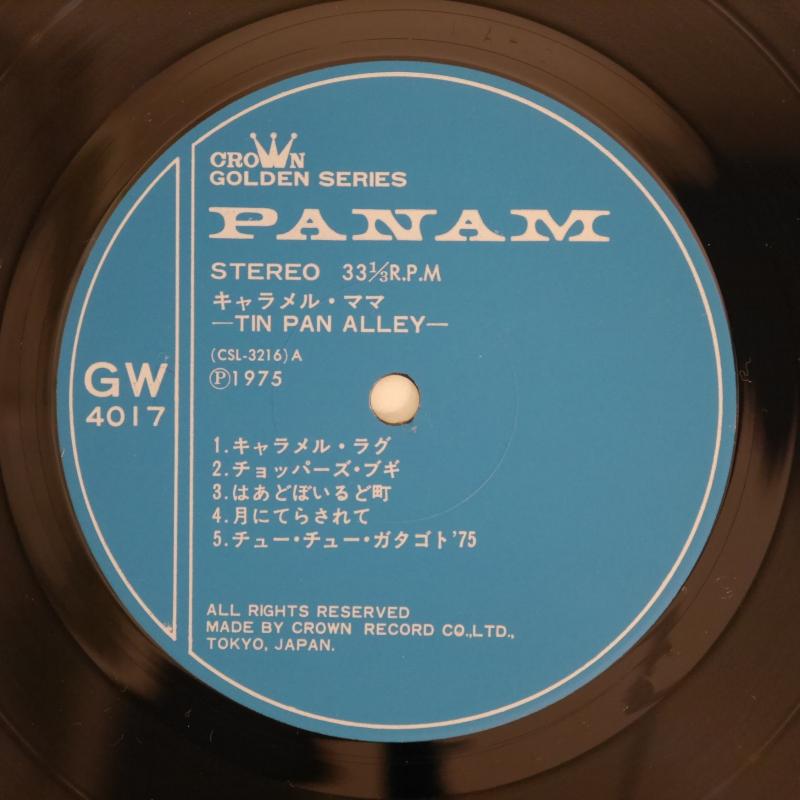 CROWN
GOLDEN SERIES
PANAM
STEREO 33⅓R.P.M
キャラメル・ママ
—TIN PAN ALLEY—
(CSL-3216)A
Ⓟ1975
GW
4017
1.キャラメル・ラグ
2.チョッパーズ・ブギ
3.はあどぼいるど町
4.月にてらされて
5.チュー・チュー・ガタゴト'75
ALL RIGHTS RESERVED
MADE BY CROWN RECORD CO.,LTD.,
TOKYO, JAPAN.